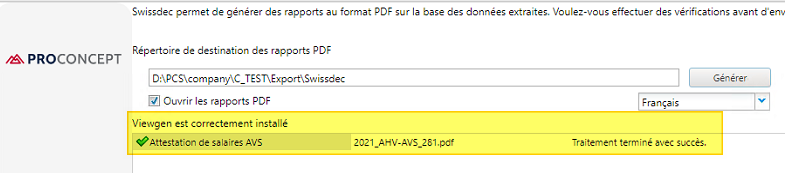 Swissdec permet de générer des rapports au format PDF sur la base des données extraites. Voulez-vous effectuer des vérifications avant d'env
PROCONCEPT
Répertoire de destination des rapports PDF
D:\PCS\company\C_TEST\Export\Swissdec
Générer
Ouvrir les rapports PDF
Français
Viewgen est correctement installé
Attestation de salaires AVS 2021_AHV-AVS_281.pdf Traitement terminé avec succès.